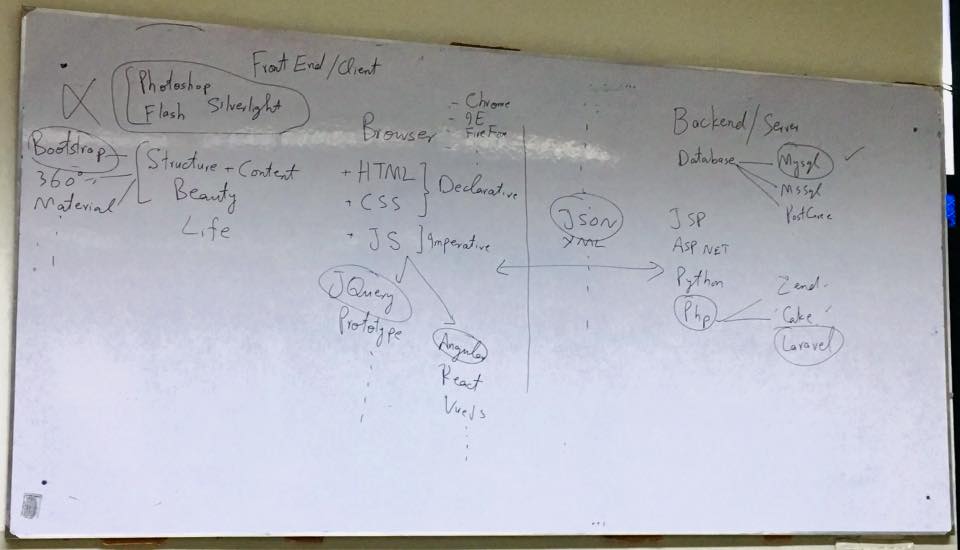 Front End/Client
Photoshop
Flash Silverlight
Bootstrap
360°
Material
Structure + Content
Beauty
Life
Browser
- Chrome
- IE
- FireFox
+ HTML
+ CSS
Declarative
+ JS
Imperative
JQuery
Prototype
Angular
React
VueJs
JSON
XML
Backend/Server
Database
Mysql
Mssql
JSP
ASP NET
Python
Php
Zend
Cake
Laravel